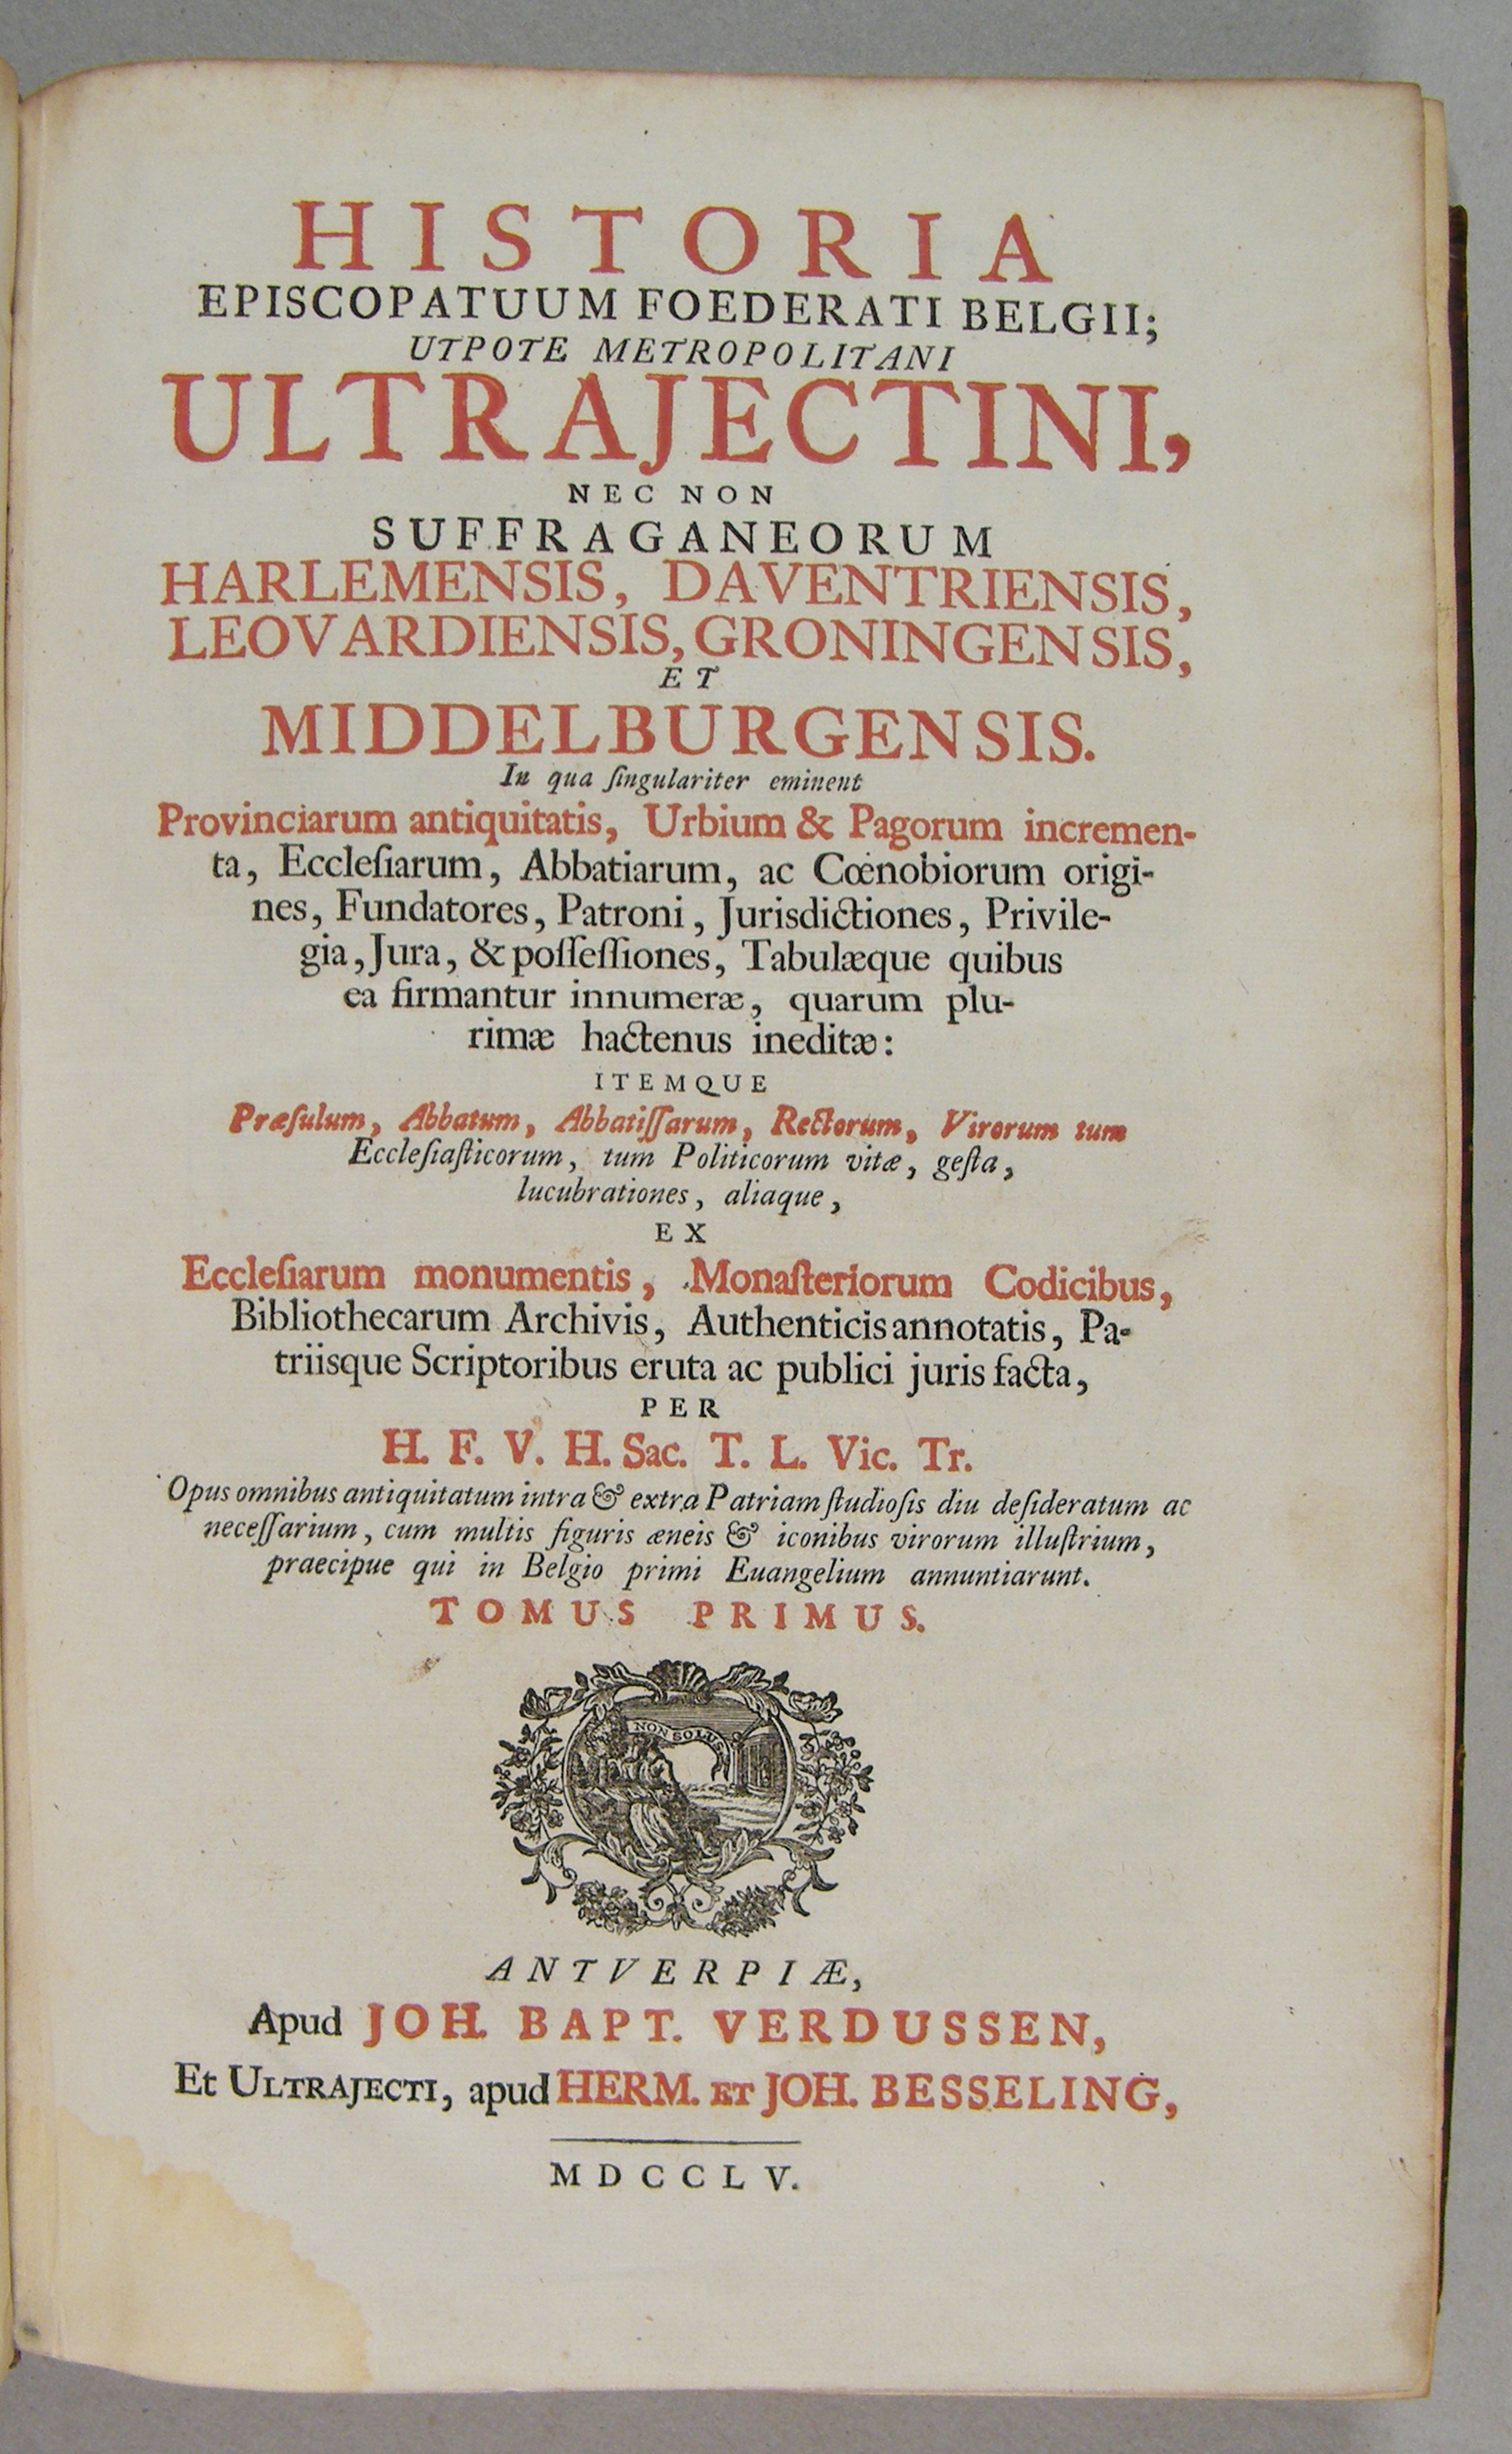 HISTORIA
EPISCOPATUUM FOEDERATI BELGII;
UTPOTE METROPOLITANI
ULTRAJECTINI,
NEC NON
SUFFRAGANEORUM
HARLEMENSIS, DAVENTRIENSIS,
LEOVARDIENSIS, GRONINGENSIS,
ET
MIDDELBURGENSIS.
In qua ſingulariter eminent
Provinciarum antiquitatis, Urbium & Pagorum incremen-
ta, Eccleſiarum, Abbatiarum, ac Cœnobiorum origi-
nes, Fundatores, Patroni, Jurisdictiones, Privile-
gia, Jura, & poſſeſſiones, Tabulæque quibus
ea firmantur innumeræ, quarum plu-
rimæ hactenus ineditæ:
ITEMQUE
Præſulum, Abbatum, Abbatiſſarum, Rectorum, Virorum tum
Eccleſiaſticorum, tum Politicorum vitæ, geſta,
lucubrationes, aliaque,
EX
Eccleſiarum monumentis, Monaſteriorum Codicibus,
Bibliothecarum Archivis, Authenticis annotatis, Pa-
triisque Scriptoribus eruta ac publici juris facta,
PER
H. F. V. H. Sac. T. L. Vic. Tr.
Opus omnibus antiquitatum intra & extra Patriam ſtudioſis diu deſideratum ac
neceſſarium, cum multis figuris æneis & iconibus virorum illuſtrium,
praecipue qui in Belgio primi Euangelium annuntiarunt.
TOMUS PRIMUS.
NON SOLUS
ANTVERPIÆ,
Apud JOH. BAPT. VERDUSSEN,
Et ULTRAJECTI, apud HERM. ET JOH. BESSELING,
MDCCLV.